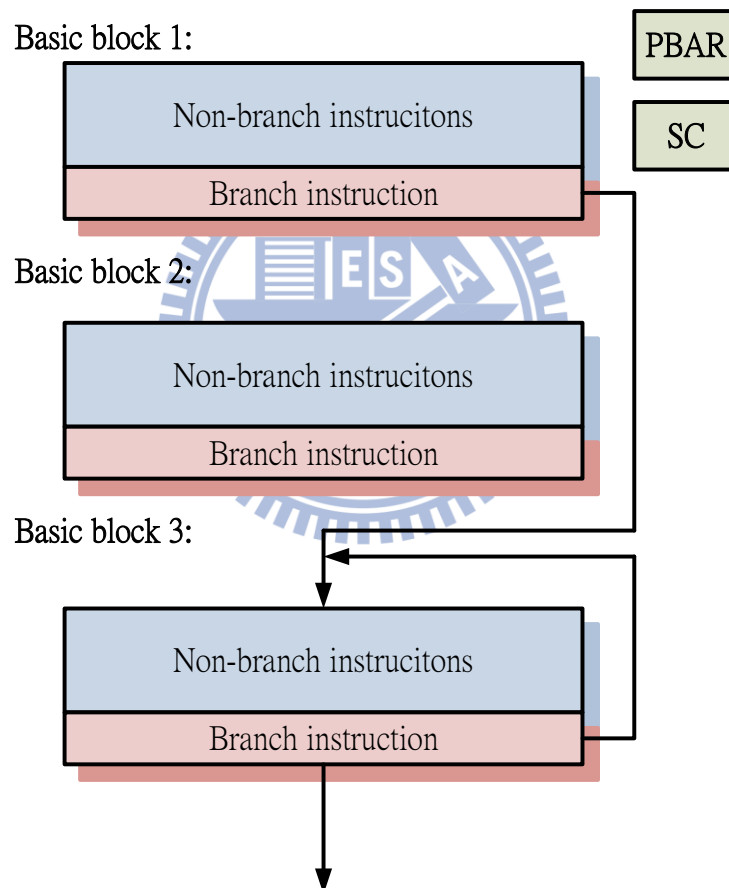 Basic block 1:
PBAR
Non-branch instrucitons
SC
Branch instruction
Basic block 2:
E S A
Non-branch instrucitons
Branch instruction
Basic block 3:
Non-branch instrucitons
Branch instruction